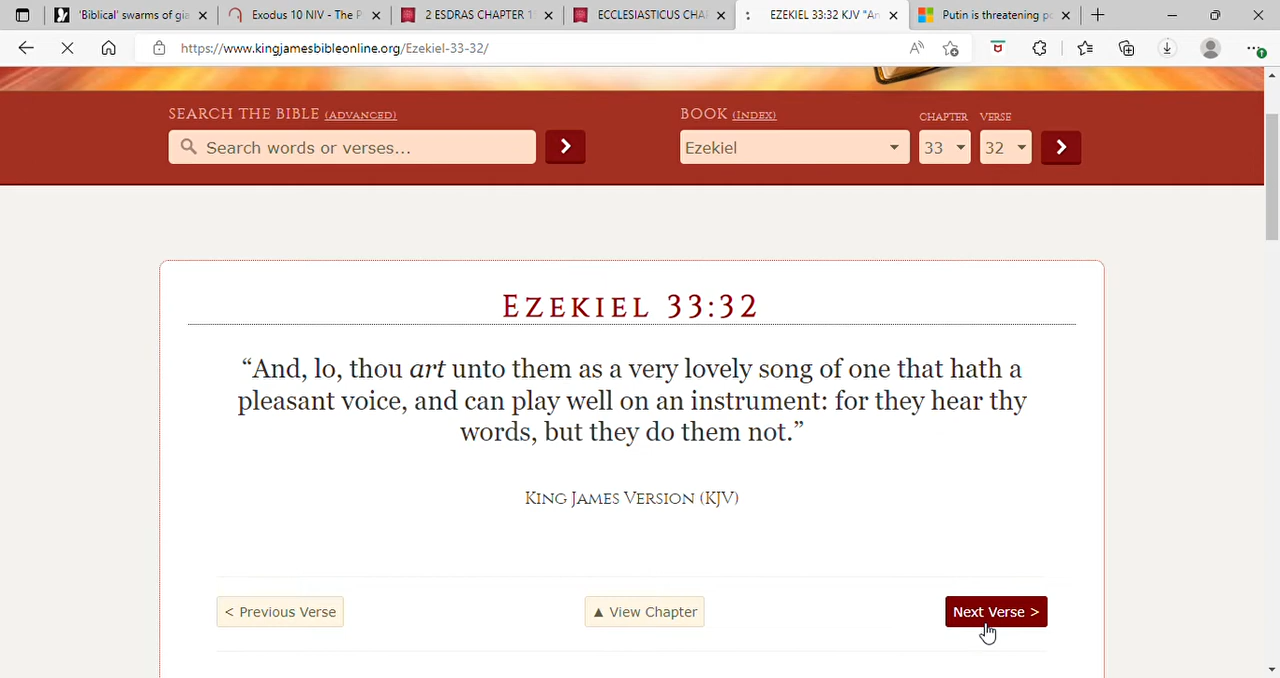 'Biblical' swarms of gia
Exodus 10 NIV - The P
2 ESDRAS CHAPTER 1
ECCLESIASTICUS CHA
EZEKIEL 33:32 KJV "An
Putin is threatening po
https://www.kingjamesbibleonline.org/Ezekiel-33-32/
SEARCH THE BIBLE (ADVANCED)
BOOK (INDEX)
CHAPTER
VERSE
Search words or verses...
Ezekiel
33
32
EZEKIEL 33:32
“And, lo, thou art unto them as a very lovely song of one that hath a
pleasant voice, and can play well on an instrument: for they hear thy
words, but they do them not.”
KING JAMES VERSION (KJV)
< Previous Verse
▲ View Chapter
Next Verse >